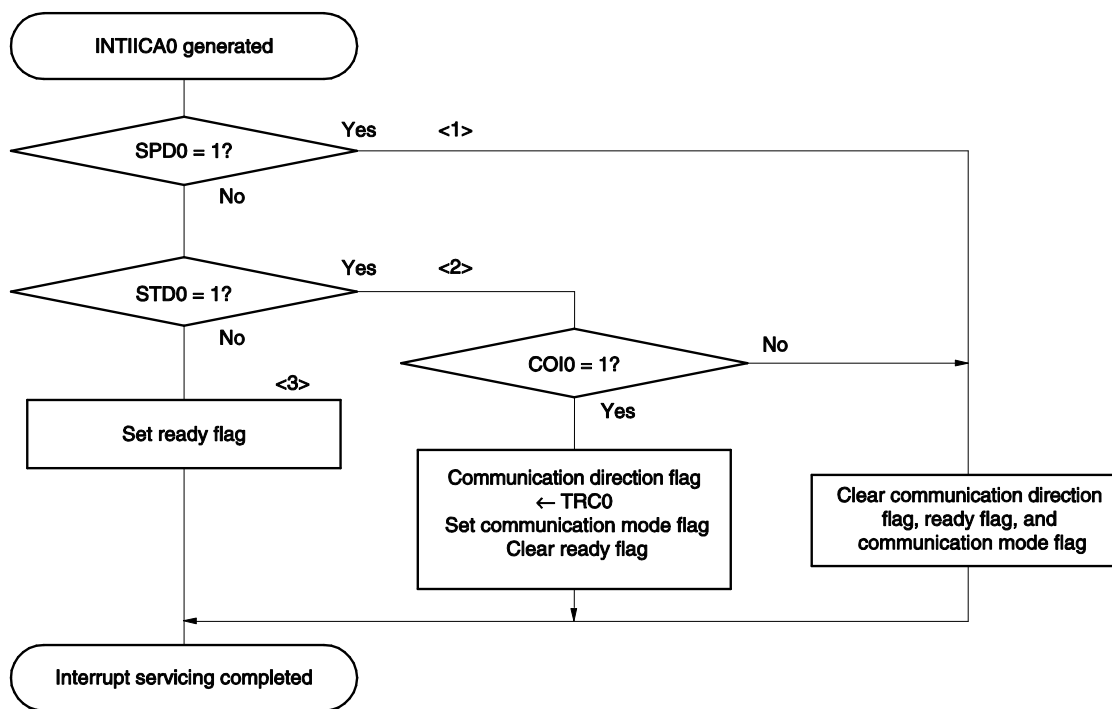 INTIICA0 generated
Yes
<1>
SPD0 = 1?
No
Yes
<2>
STD0 = 1?
No
COI0 = 1?
No
Yes
<3>
Set ready flag
Communication direction flag
← TRC0
Set communication mode flag
Clear ready flag
Clear communication direction
flag, ready flag, and
communication mode flag
Interrupt servicing completed